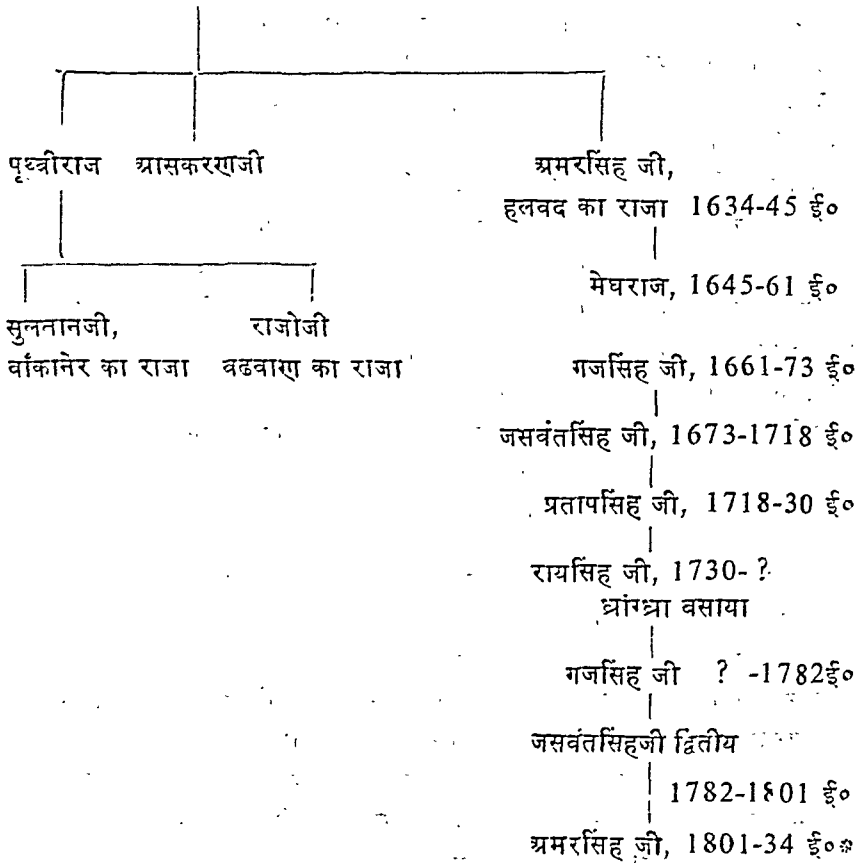 पृथ्वीराज आसकरणजी अमरसिंह जी,
हलवद का राजा 1634-45 ई०
मेघराज, 1645-61 ई०
सुलतानजी, राजोजी
वांकानेर का राजा वढवाण का राजा
गजसिंह जी, 1661-73 ई०
जसवंतसिंह जी, 1673-1718 ई०
प्रतापसिंह जी, 1718-30 ई०
रायसिंह जी, 1730- ?
ध्रांगध्रा वसाया
गजसिंह जी ? -1782ई०
जसवंतसिंहजी द्वितीय
1782-1801 ई०
अमरसिंह जी, 1801-34 ई०*